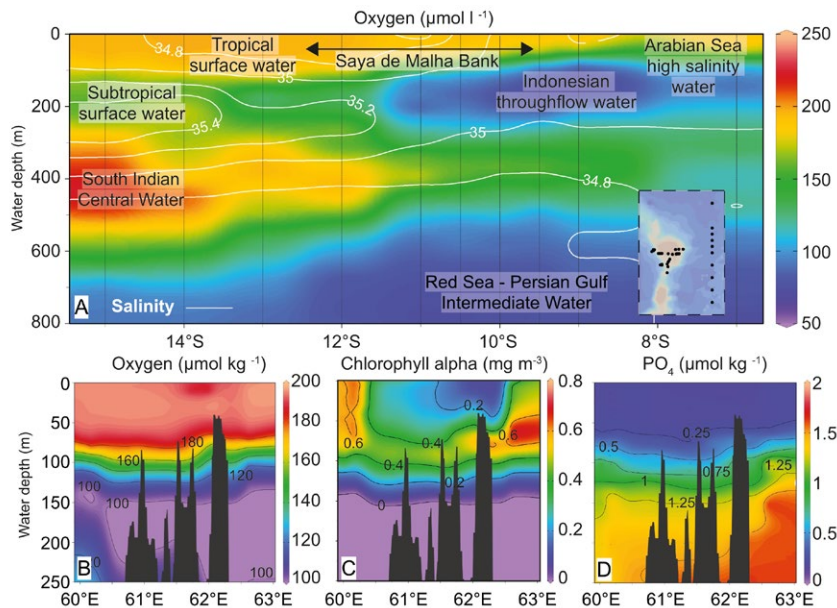 Oxygen (µmol l -1)
0
200
400
600
800
Water depth (m)
34.8
Tropical
surface water
Saya de Malha Bank
Arabian Sea
high salinity
water
35
Subtropical
surface water
35.2
35.4
Indonesian
throughflow water
35
South Indian
Central Water
34.8
Red Sea - Persian Gulf
Intermediate Water
A
Salinity
14°S
12°S
10°S
8°S
250
200
150
100
50
Oxygen (µmol kg -1)
0
50
100
150
200
250
Water depth (m)
180
160
120
100
100
0
100
B
60°E
61°E
62°E
63°E
200
180
160
140
120
100
Chlorophyll alpha (mg m-3)
0.2
0.6
0.4
0.6
0.4
0.2
0
C
60°E
61°E
62°E
63°E
0.8
0.6
0.4
0.2
0
PO4 (µmol kg -1)
0.25
0.5
0.75
1.25
1
1.25
D
60°E
61°E
62°E
63°E
2
1.5
1
0.5
0